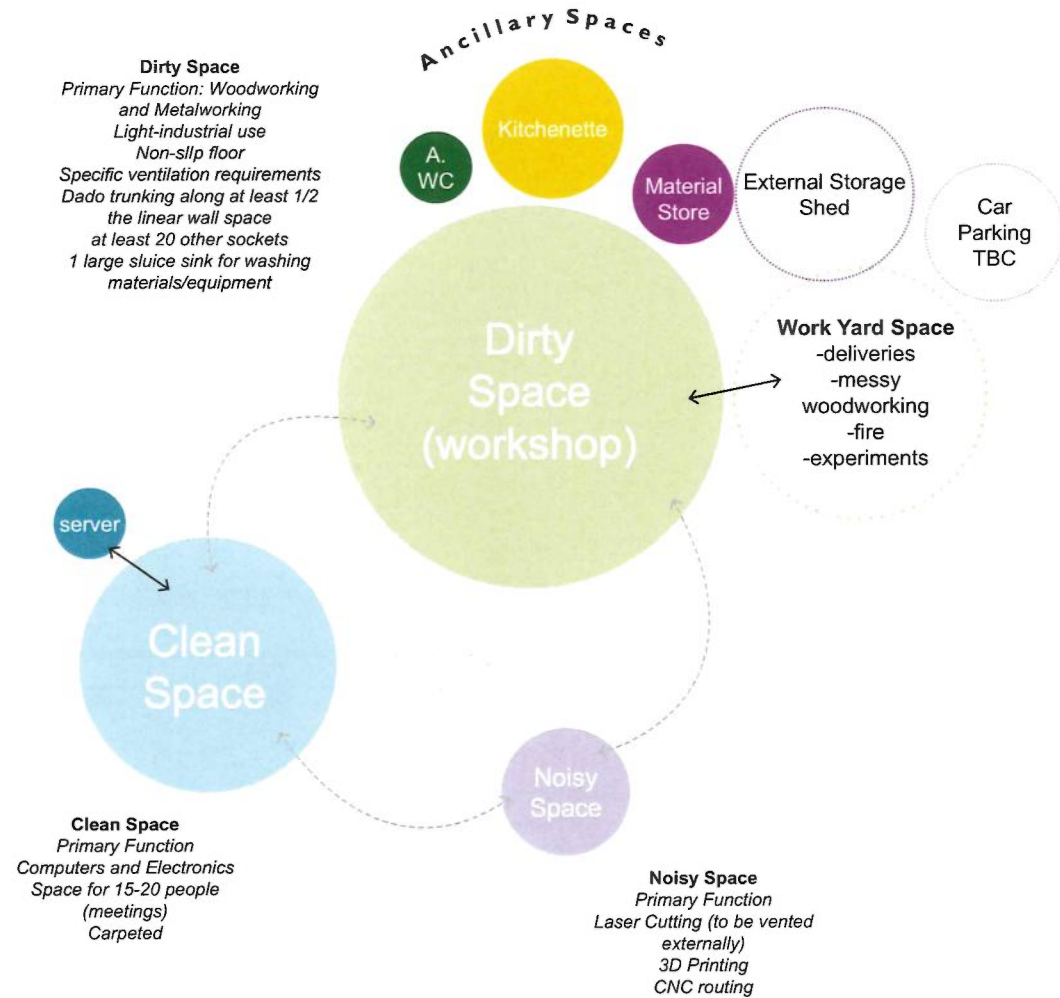 Ancillary Spaces
Dirty Space
Primary Function: Woodworking
and Metalworking
Light-industrial use
Non-slip floor
Specific ventilation requirements
Dado trunking along at least 1/2
the linear wall space
at least 20 other sockets
1 large sluice sink for washing
materials/equipment
A.
WC
Kitchenette
Material
Store
External Storage
Shed
Car
Parking
TBC
Dirty
Space
(workshop)
Work Yard Space
-deliveries
-messy
woodworking
-fire
-experiments
server
Clean
Space
Noisy
Space
Clean Space
Primary Function
Computers and Electronics
Space for 15-20 people
(meetings)
Carpeted
Noisy Space
Primary Function
Laser Cutting (to be vented
externally)
3D Printing
CNC routing